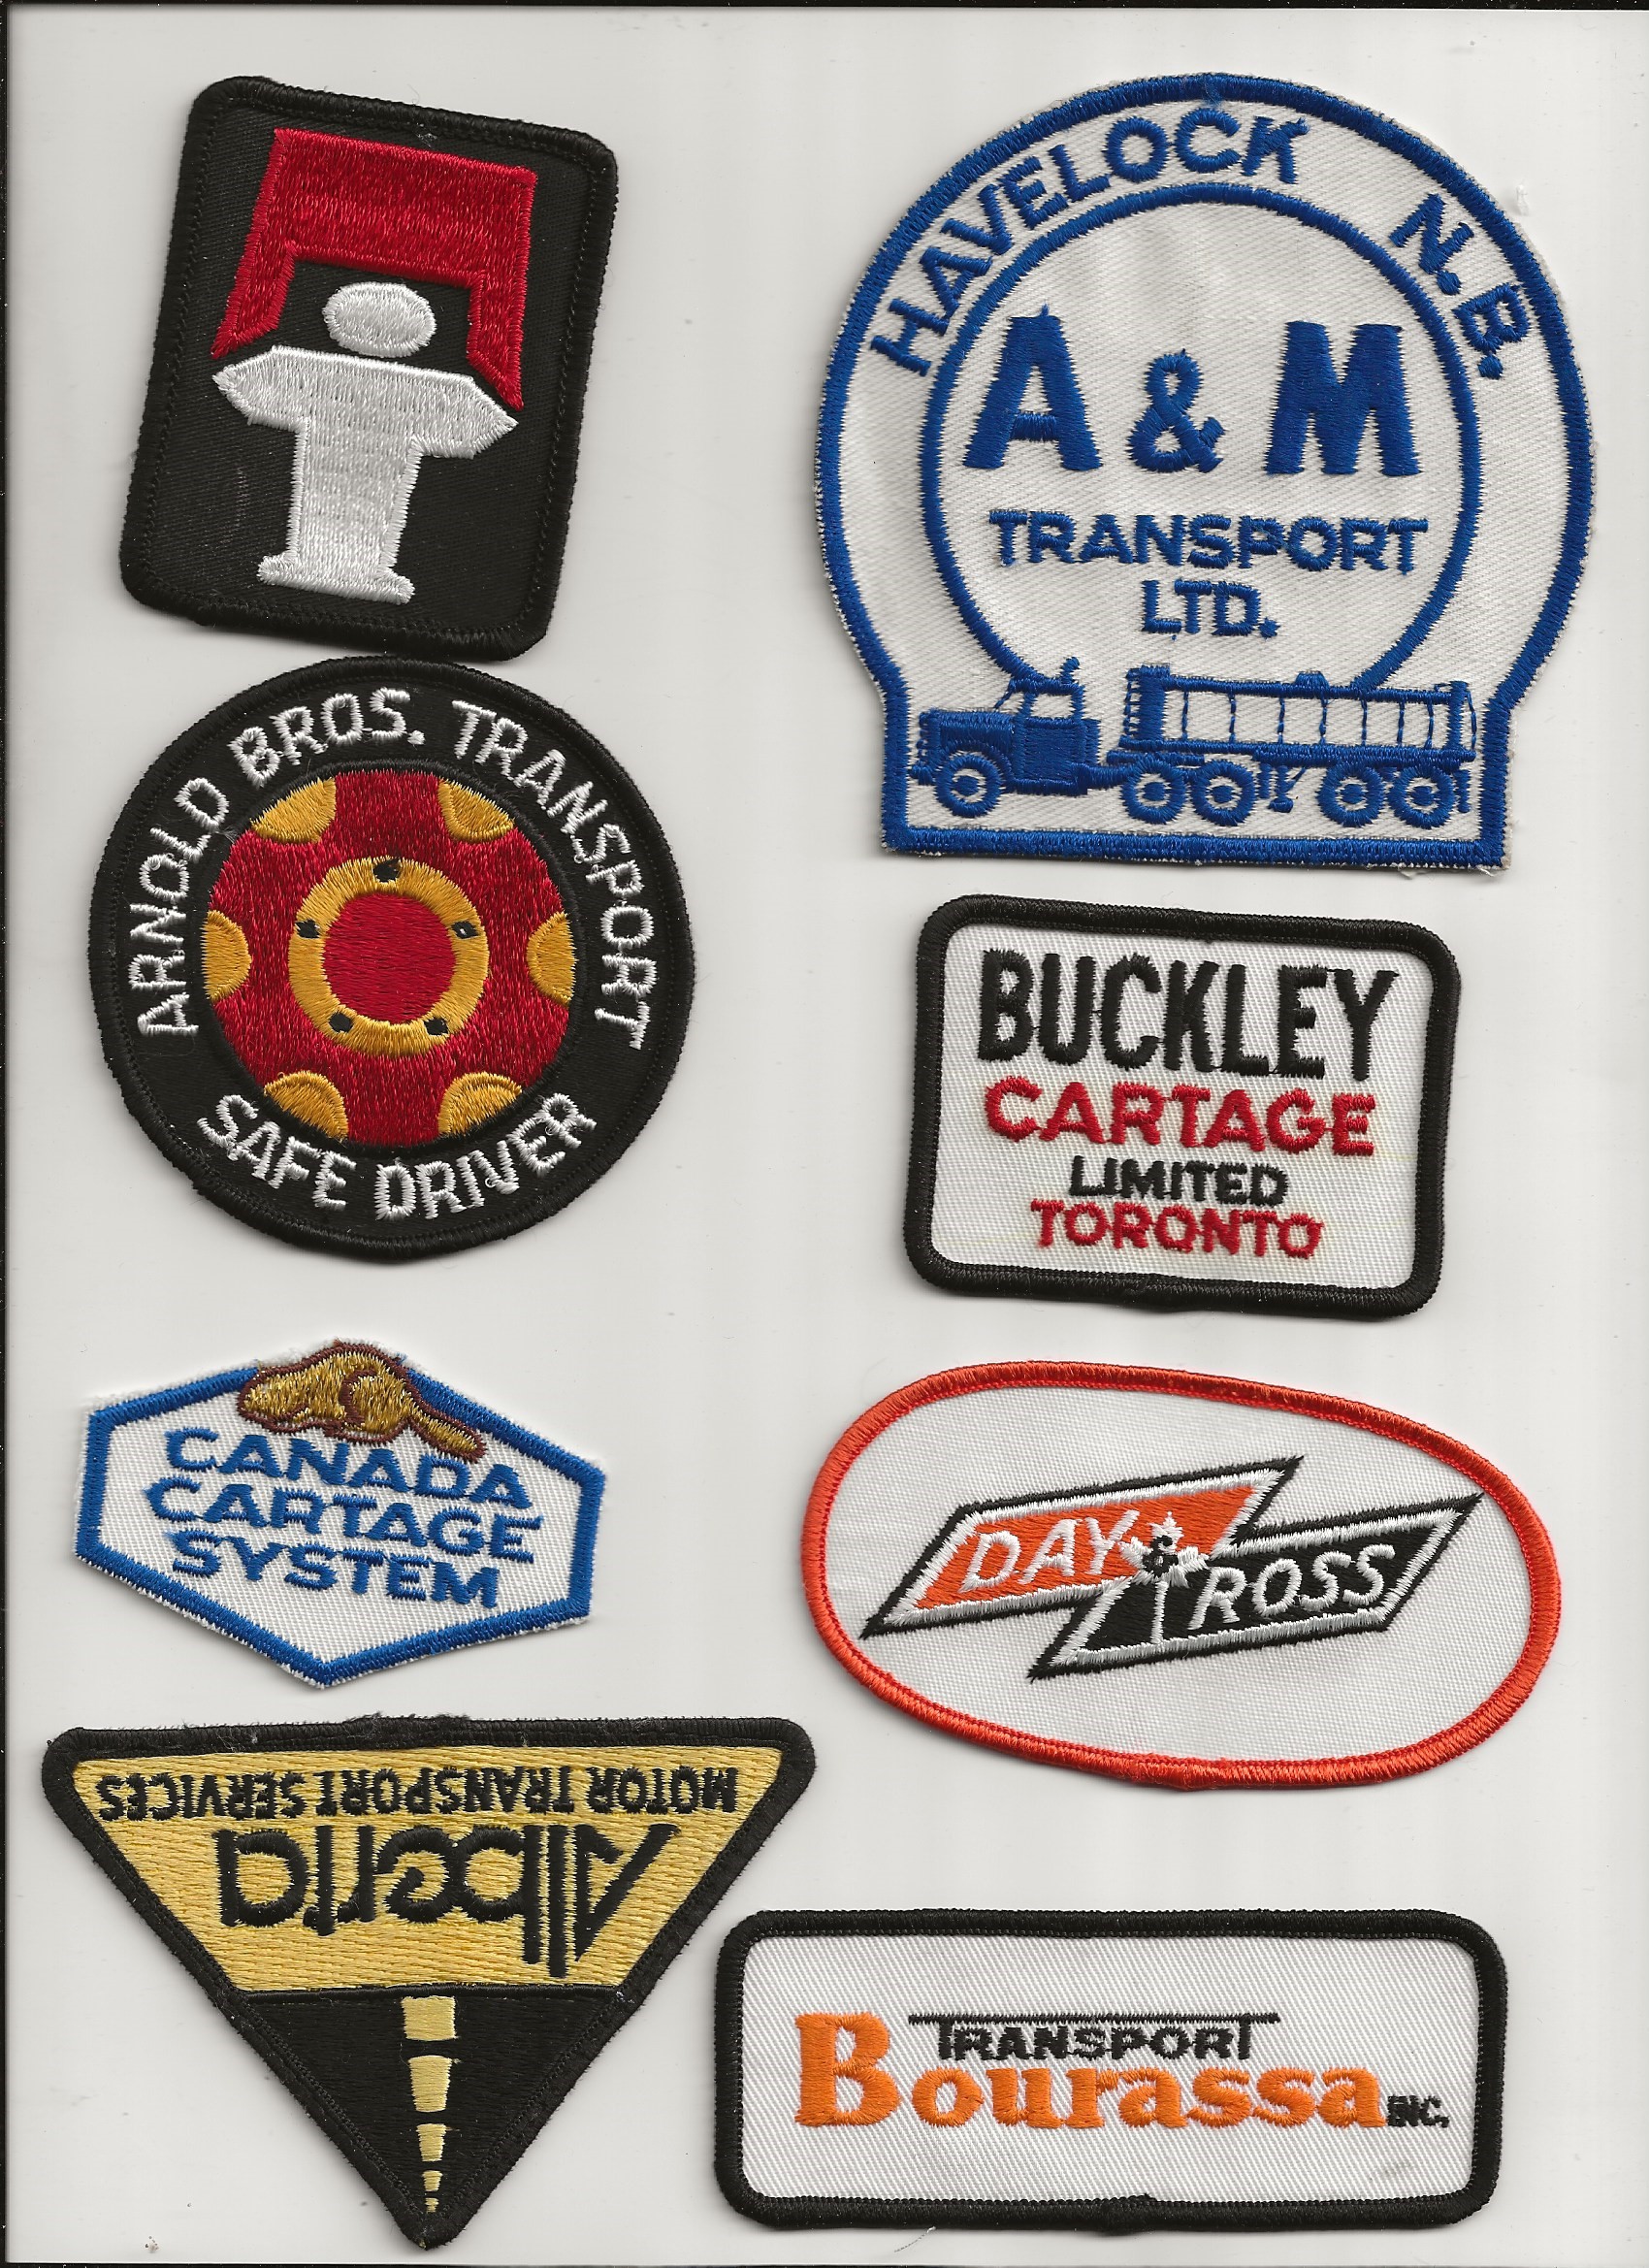 HAVELOCK N.B.
A & M
TRANSPORT
LTD.
ARNOLD BROS. TRANSPORT
SAFE DRIVER
BUCKLEY
CARTAGE
LIMITED
TORONTO
CANADA
CARTAGE
SYSTEM
DAY & ROSS
Alberta
MOTOR TRANSPORT SERVICES
TRANSPORT
Bourassa INC.